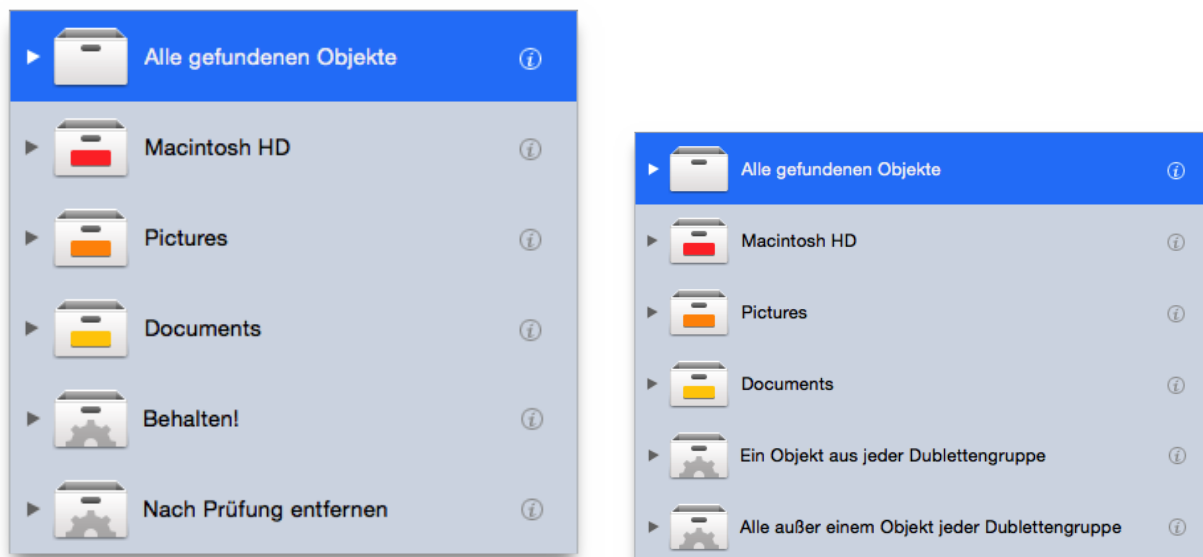 Alle gefundenen Objekte
Macintosh HD
Pictures
Documents
Behalten!
Nach Prüfung entfernen
Alle gefundenen Objekte
Macintosh HD
Pictures
Documents
Ein Objekt aus jeder Dublettengruppe
Alle außer einem Objekt jeder Dublettengruppe